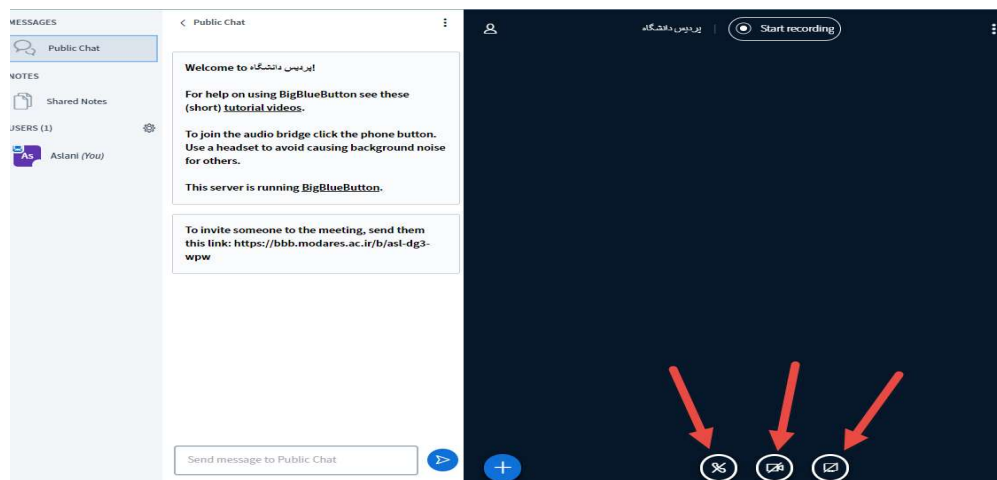 MESSAGES
Public Chat
NOTES
Shared Notes
USERS (1)
As
Aslani (You)
Public Chat
Welcome to پردیس دانشگاه!
For help on using BigBlueButton see these
(short) tutorial videos.
To join the audio bridge click the phone button.
Use a headset to avoid causing background noise
for others.
This server is running BigBlueButton.
To invite someone to the meeting, send them
this link: https://bbb.modares.ac.ir/b/asl-dg3-
wpw
Send message to Public Chat
پردیس دانشگاه | Start recording